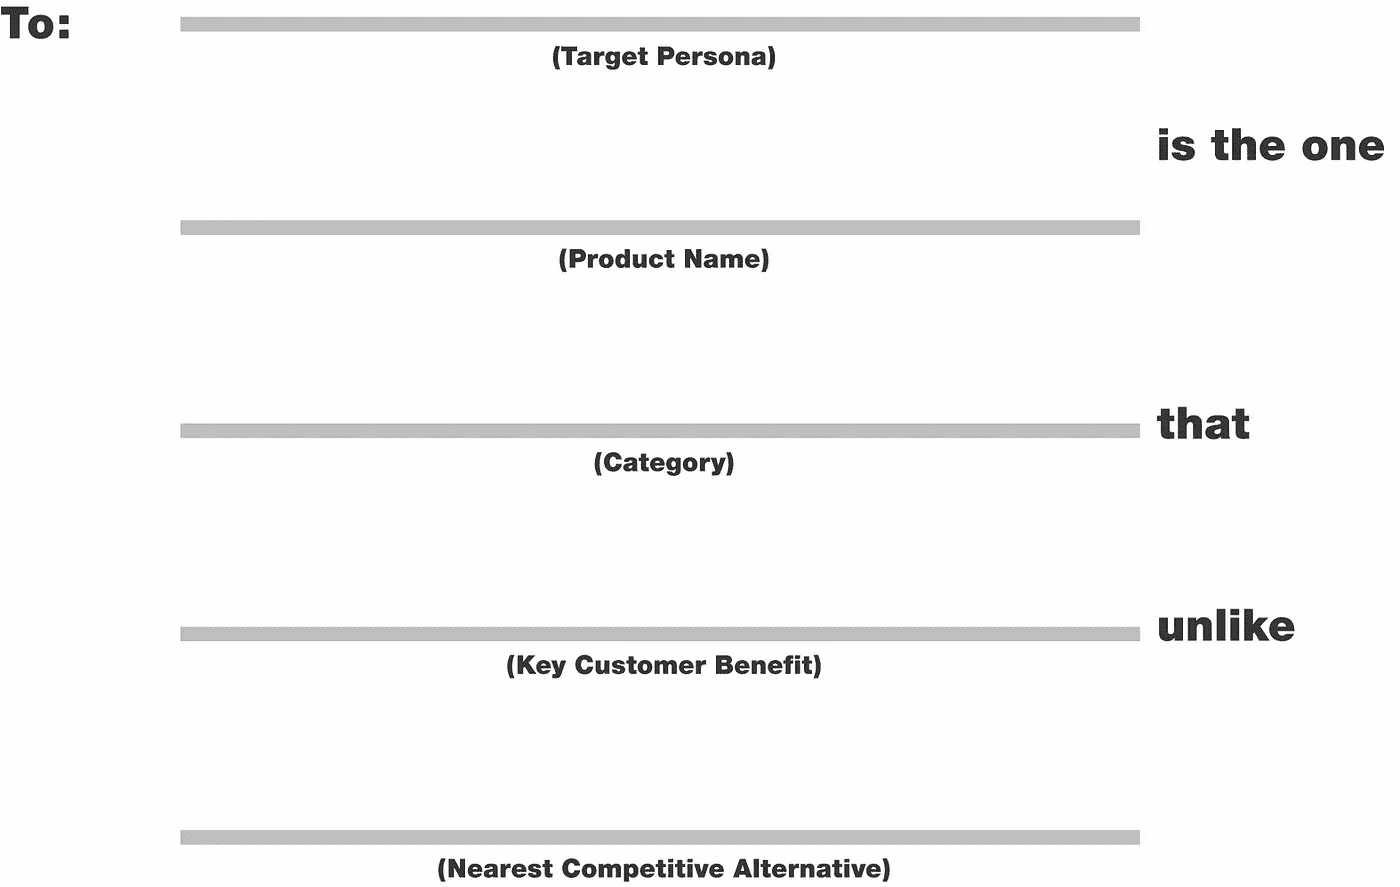 To:
(Target Persona)
is the one
(Product Name)
that
(Category)
unlike
(Key Customer Benefit)
(Nearest Competitive Alternative)